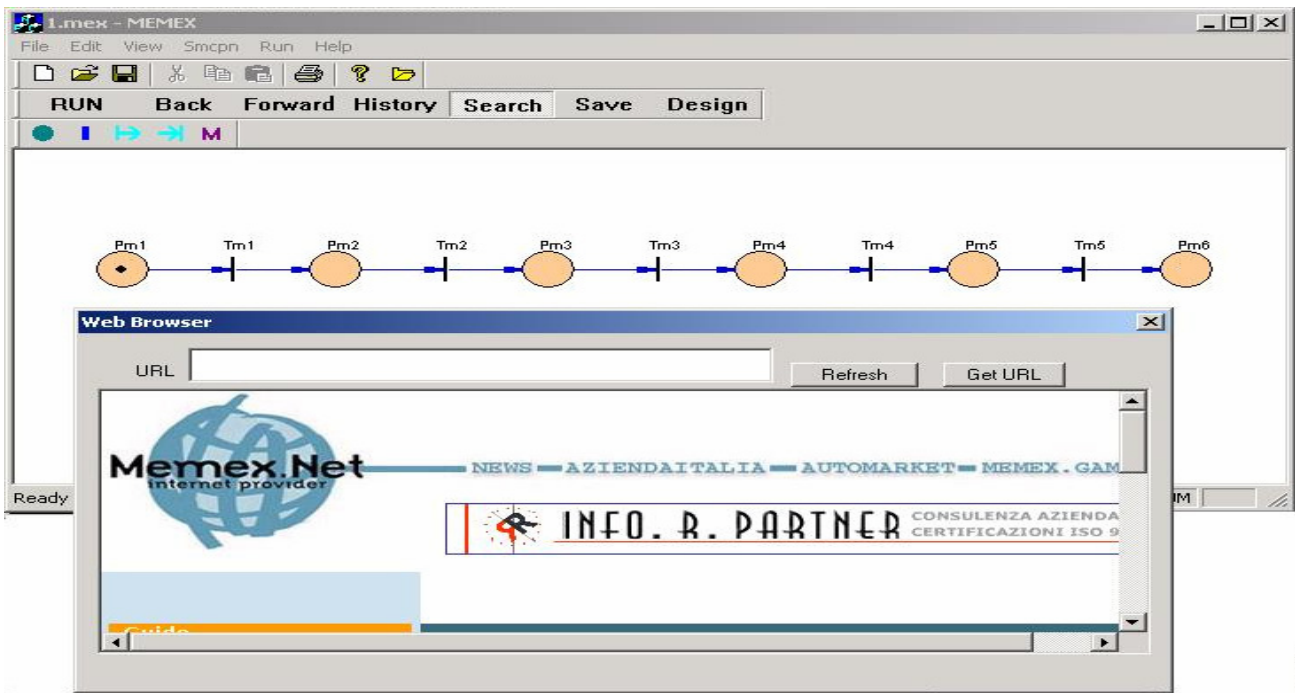 1.mex - MEMEX
File Edit View Smcpn Run Help
RUN Back Forward History Search Save Design
M
Pm1 Tm1 Pm2 Tm2 Pm3 Tm3 Pm4 Tm4 Pm5 Tm5 Pm6
Web Browser
URL Refresh Get URL
Memex.Net
internet provider
NEWS AZIENDAITALIA AUTOMARKET MEMEX.GAM
INFO. R. PARTNER CONSULENZA AZIENDA
CERTIFICAZIONI ISO 9
Guido
Ready